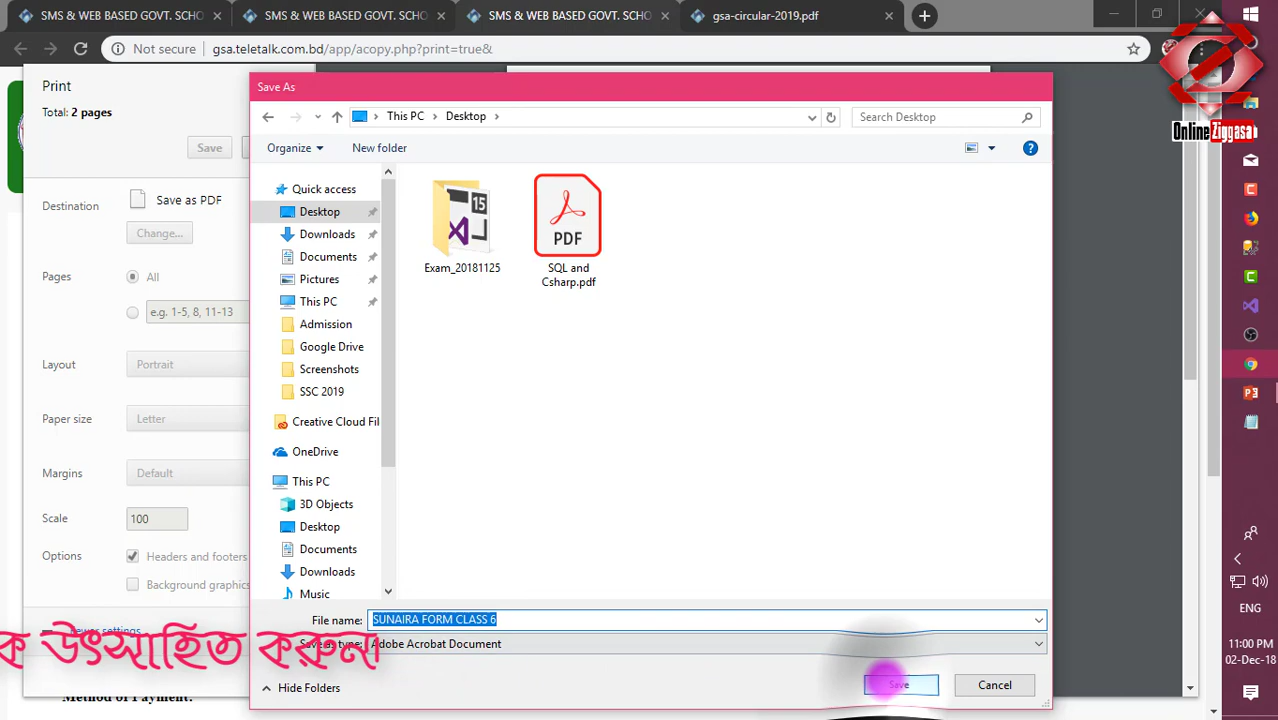 SMS & WEB BASED GOVT. SCHO
SMS & WEB BASED GOVT. SCHO
SMS & WEB BASED GOVT. SCHO
gsa-circular-2019.pdf
Not secure
gsa.teletalk.com.bd/app/acopy.php?print=true&
OnlineZiggasa
Print
Total: 2 pages
Save
Destination
Save as PDF
Change...
Pages
All
e.g. 1-5, 8, 11-13
Layout
Portrait
Paper size
Letter
Margins
Default
Scale
100
Options
Headers and footers
Background graphics
Fewer settings
Method of Payment:
Save As
This PC
Desktop
Search Desktop
Organize
New folder
Quick access
Desktop
Downloads
Documents
Pictures
This PC
Admission
Google Drive
Screenshots
SSC 2019
Creative Cloud Fil
OneDrive
This PC
3D Objects
Desktop
Documents
Downloads
Music
15
Exam_20181125
PDF
SQL and
Csharp.pdf
File name:
SUNAIRA FORM CLASS 6
Save as type:
Adobe Acrobat Document
Hide Folders
Save
Cancel
ক উৎসাহিত করুন
ENG
11:00 PM
02-Dec-18